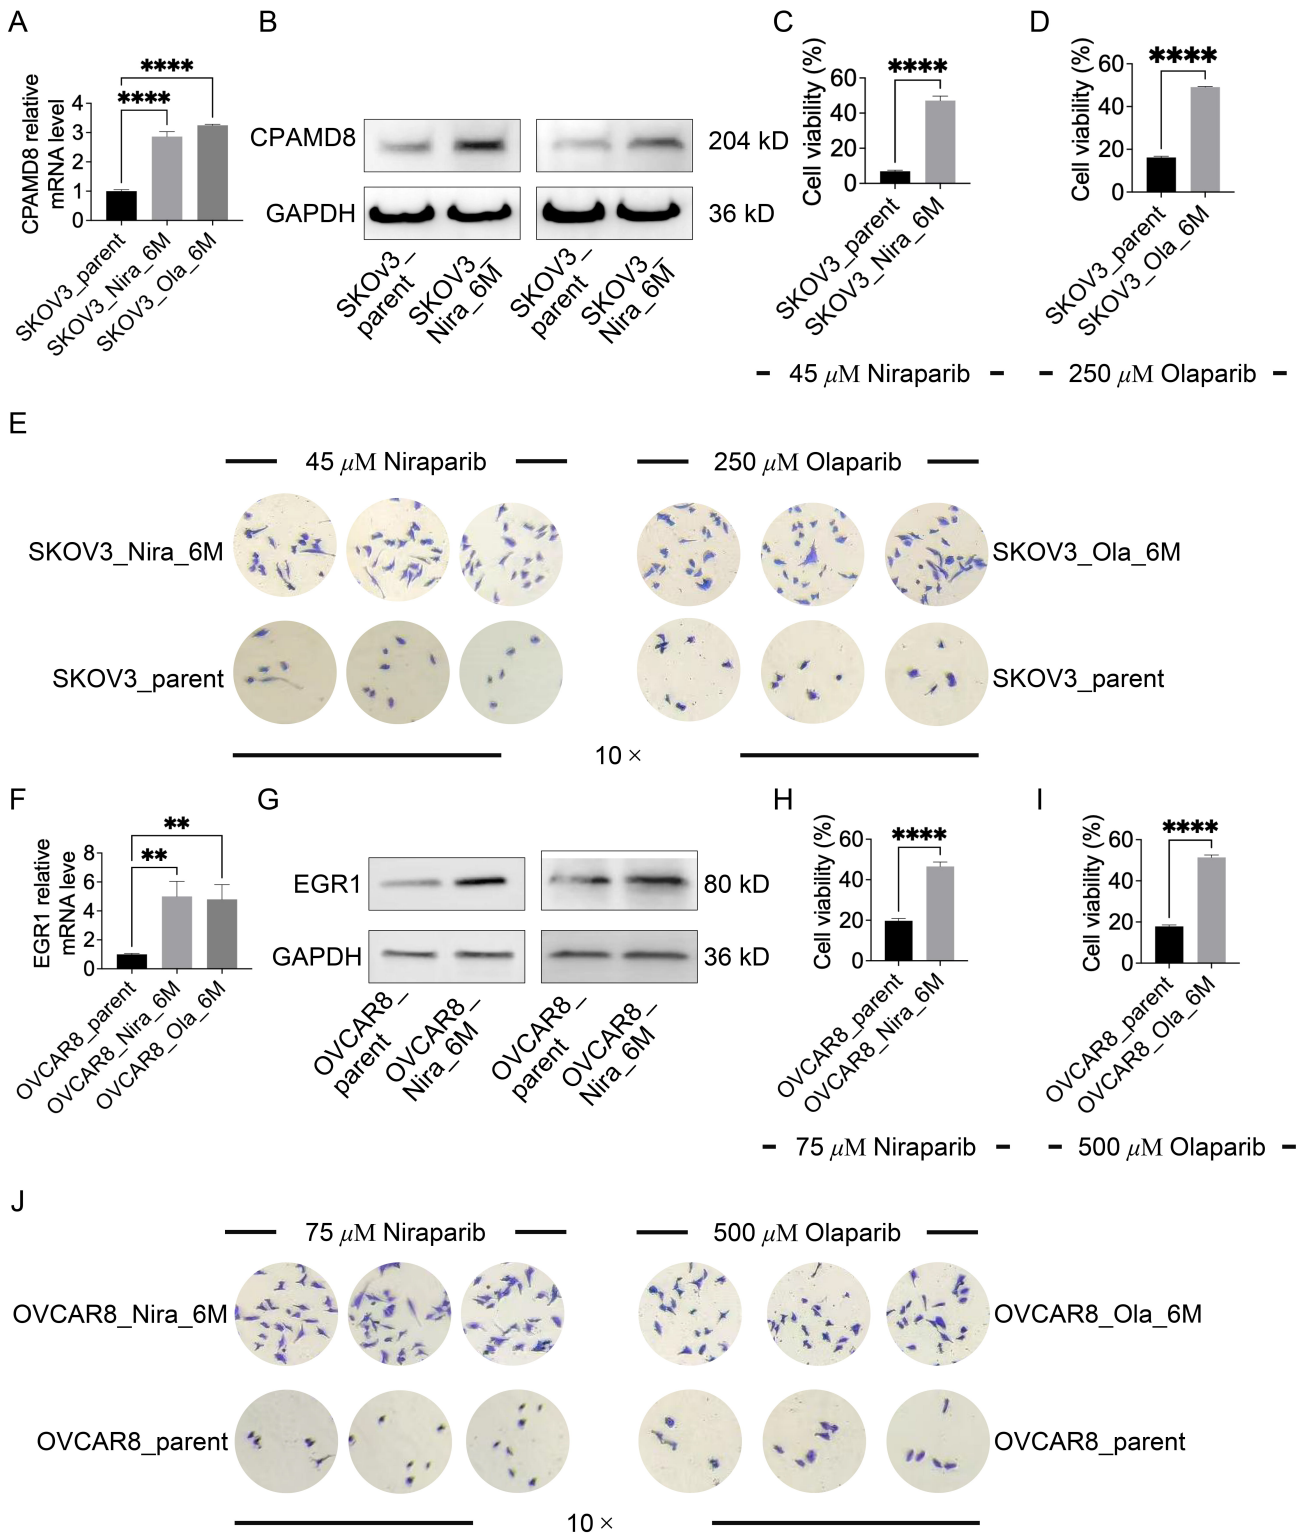 A
CPAMD8 relative
mRNA level
4
3
2
1
0
****
****
SKOV3_parent
SKOV3_Nira_6M
SKOV3_Ola_6M
B
CPAMD8
204 kD
GAPDH
36 kD
SKOV3_
parent
SKOV3_
Nira_6M
SKOV3_
parent
SKOV3_
Nira_6M
C
Cell viability (%)
60
40
20
0
****
SKOV3_parent
SKOV3_Nira_6M
45 μM Niraparib
D
Cell viability (%)
60
40
20
0
****
SKOV3_parent
SKOV3_Ola_6M
250 μM Olaparib
E
45 μM Niraparib
250 μM Olaparib
SKOV3_Nira_6M
SKOV3_Ola_6M
SKOV3_parent
SKOV3_parent
10 ×
F
EGR1 relative
mRNA leve
8
6
4
2
0
**
**
OVCAR8_parent
OVCAR8_Nira_6M
OVCAR8_Ola_6M
G
EGR1
80 kD
GAPDH
36 kD
OVCAR8_
parent
OVCAR8_
Nira_6M
OVCAR8_
parent
OVCAR8_
Nira_6M
H
Cell viability (%)
60
40
20
0
****
OVCAR8_parent
OVCAR8_Nira_6M
75 μM Niraparib
I
Cell viability (%)
60
40
20
0
****
OVCAR8_parent
OVCAR8_Ola_6M
500 μM Olaparib
J
75 μM Niraparib
500 μM Olaparib
OVCAR8_Nira_6M
OVCAR8_Ola_6M
OVCAR8_parent
OVCAR8_parent
10 ×